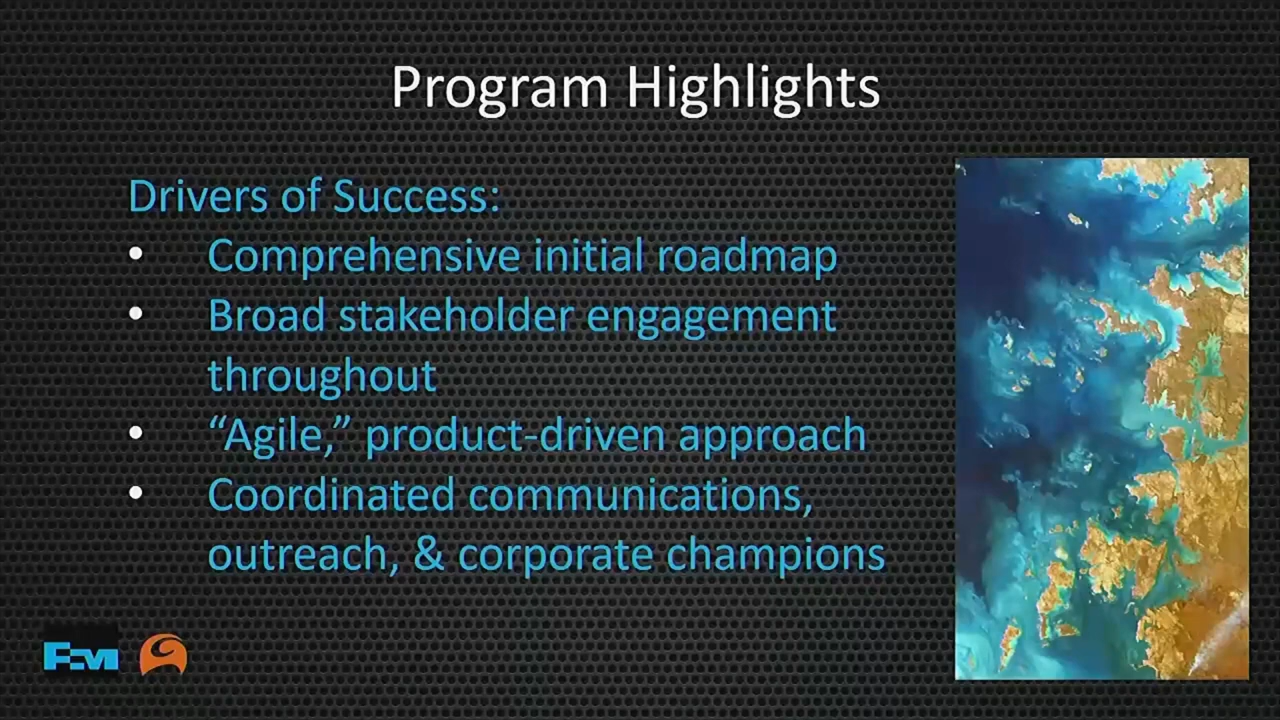 Program Highlights
Drivers of Success:
• Comprehensive initial roadmap
• Broad stakeholder engagement
throughout
• “Agile,” product-driven approach
• Coordinated communications,
outreach, & corporate champions